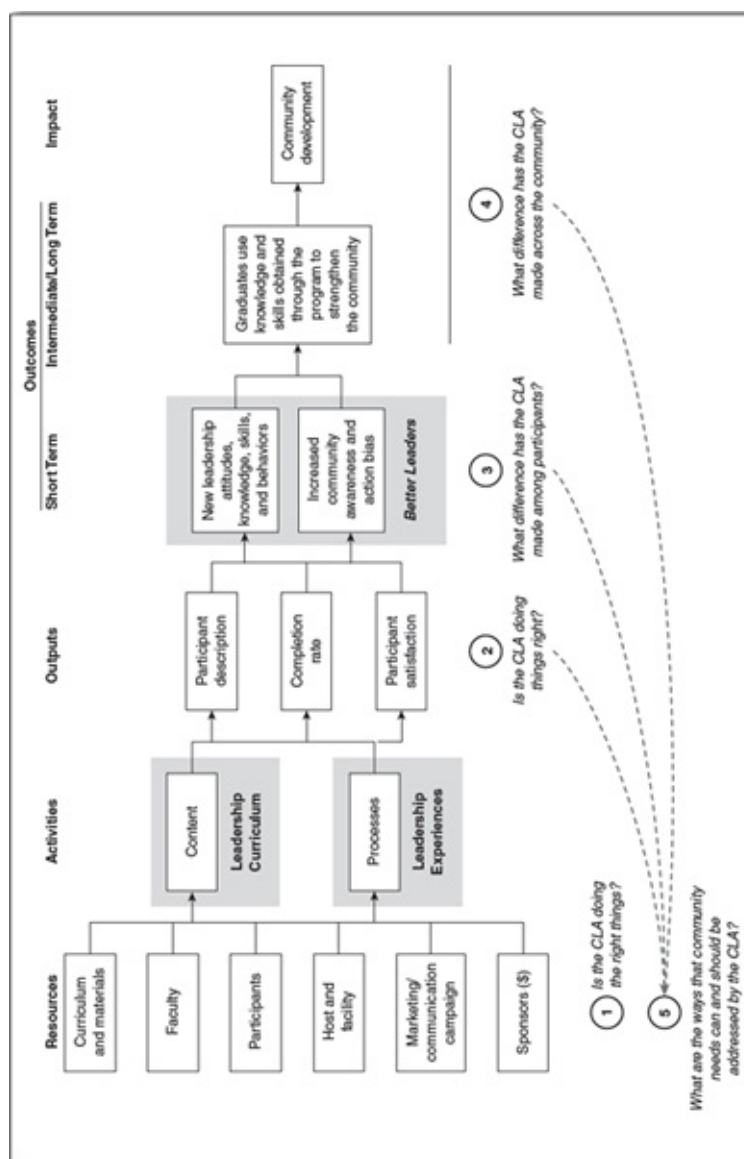 Resources
Activities
Outputs
Outcomes
Short Term
Intermediate/Long Term
Impact
Curriculum
and materials
Faculty
Participants
Host and
facility
Marketing/
communication
campaign
Sponsors ($)
Content
Leadership
Curriculum
Processes
Leadership
Experiences
Participant
description
Completion
rate
Participant
satisfaction
New leadership
attitudes,
knowledge, skills,
and behaviors
Increased
community
awareness and
action bias
Better Leaders
Graduates use
knowledge and
skills obtained
through the
program to
strengthen
the community
Community
development
1
Is the CLA doing
the right things?
2
Is the CLA doing
things right?
3
What difference has the CLA
made among participants?
4
What difference has the CLA
made across the community?
5
What are the ways that community
needs can and should be
addressed by the CLA?